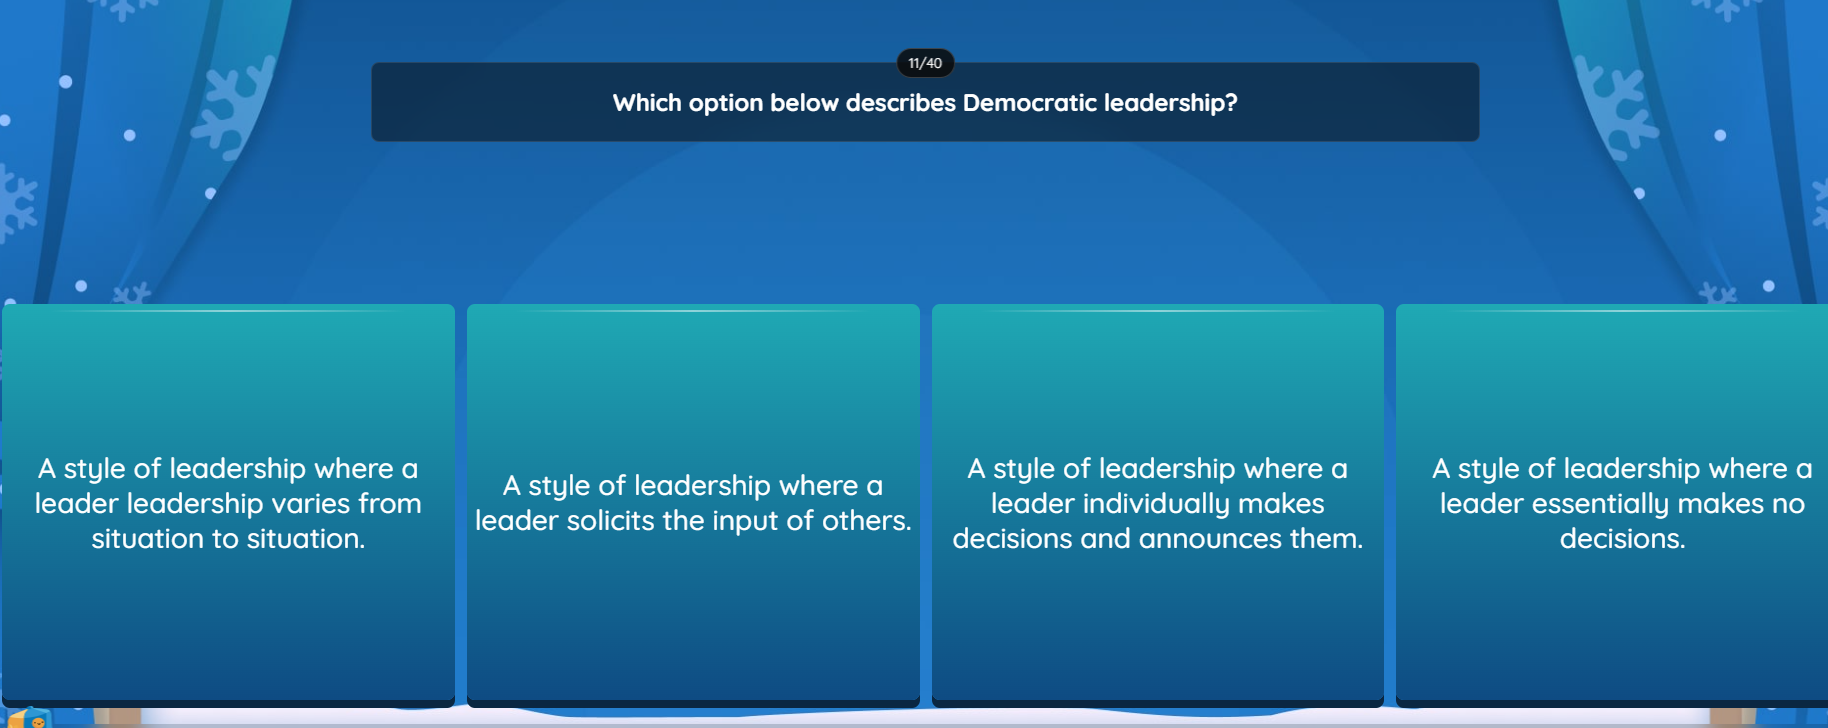 11/40
Which option below describes Democratic leadership?
A style of leadership where a
leader leadership varies from
situation to situation.
A style of leadership where a
leader solicits the input of others.
A style of leadership where a
leader individually makes
decisions and announces them.
A style of leadership where a
leader essentially makes no
decisions.